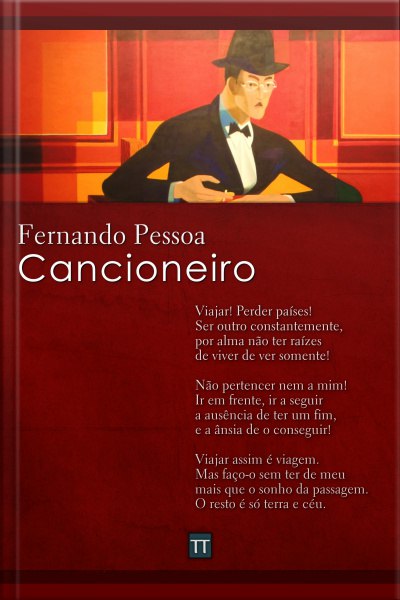 Fernando Pessoa
Cancioneiro
Viajar! Perder países!
Ser outro constantemente,
por alma não ter raízes
de viver de ver somente!
Não pertencer nem a mim!
Ir em frente, ir a seguir
a ausência de ter um fim,
e a ânsia de o conseguir!
Viajar assim é viagem.
Mas faço-o sem ter de meu
mais que o sonho da passagem.
O resto é só terra e céu.
TT